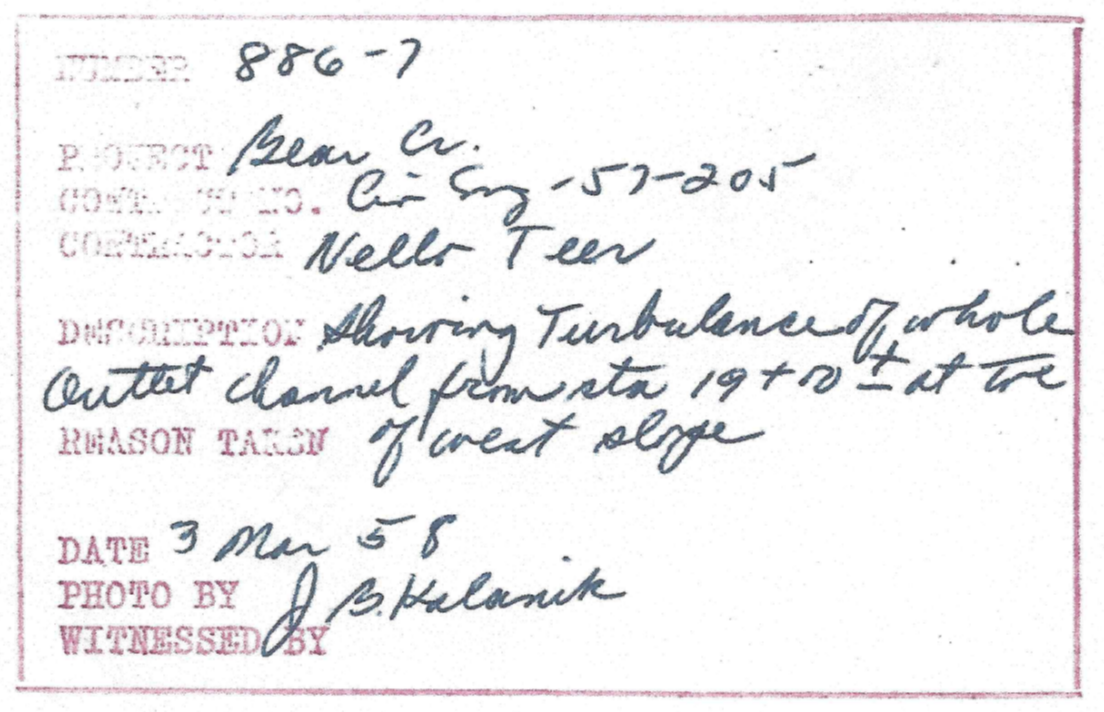 NUMBER 886-7
PROJECT Bear Cr.
CONTRACT NO. Civ Eng -57-205
CONTRACTOR Nello Teer
DESCRIPTION Showing Turbulance of whole
Outlet channel from sta 19+00 ± at toe
REASON TAKEN of west slope
DATE 3 Mar 58
PHOTO BY J B. Kalanik
WITNESSED BY